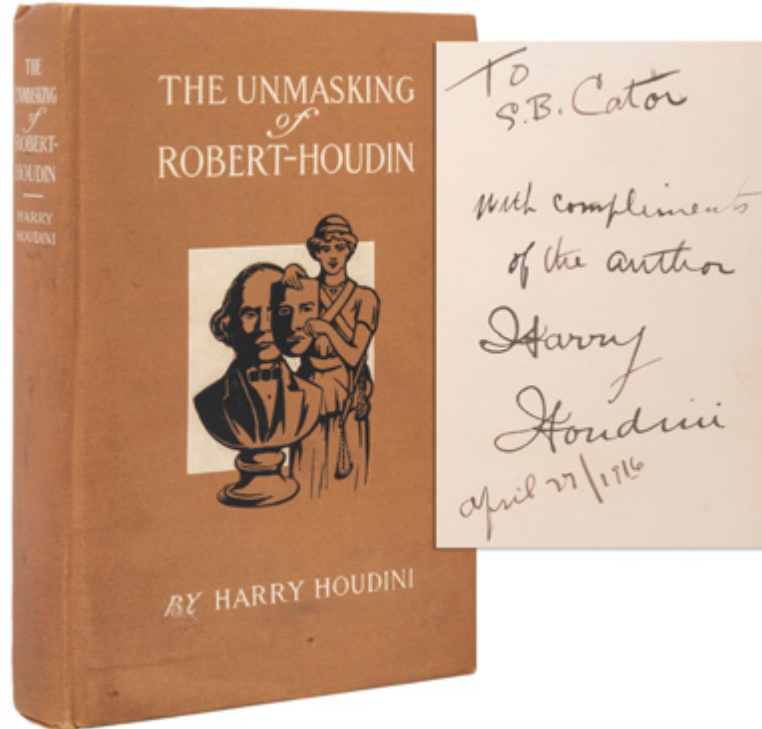 THE
UNMASKING
of
ROBERT-
HOUDIN
HARRY
HOUDINI
THE UNMASKING
of
ROBERT-HOUDIN
BY HARRY HOUDINI
To
S.B. Cator
With compliments
of the author
Harry
Houdini
April 27/1916